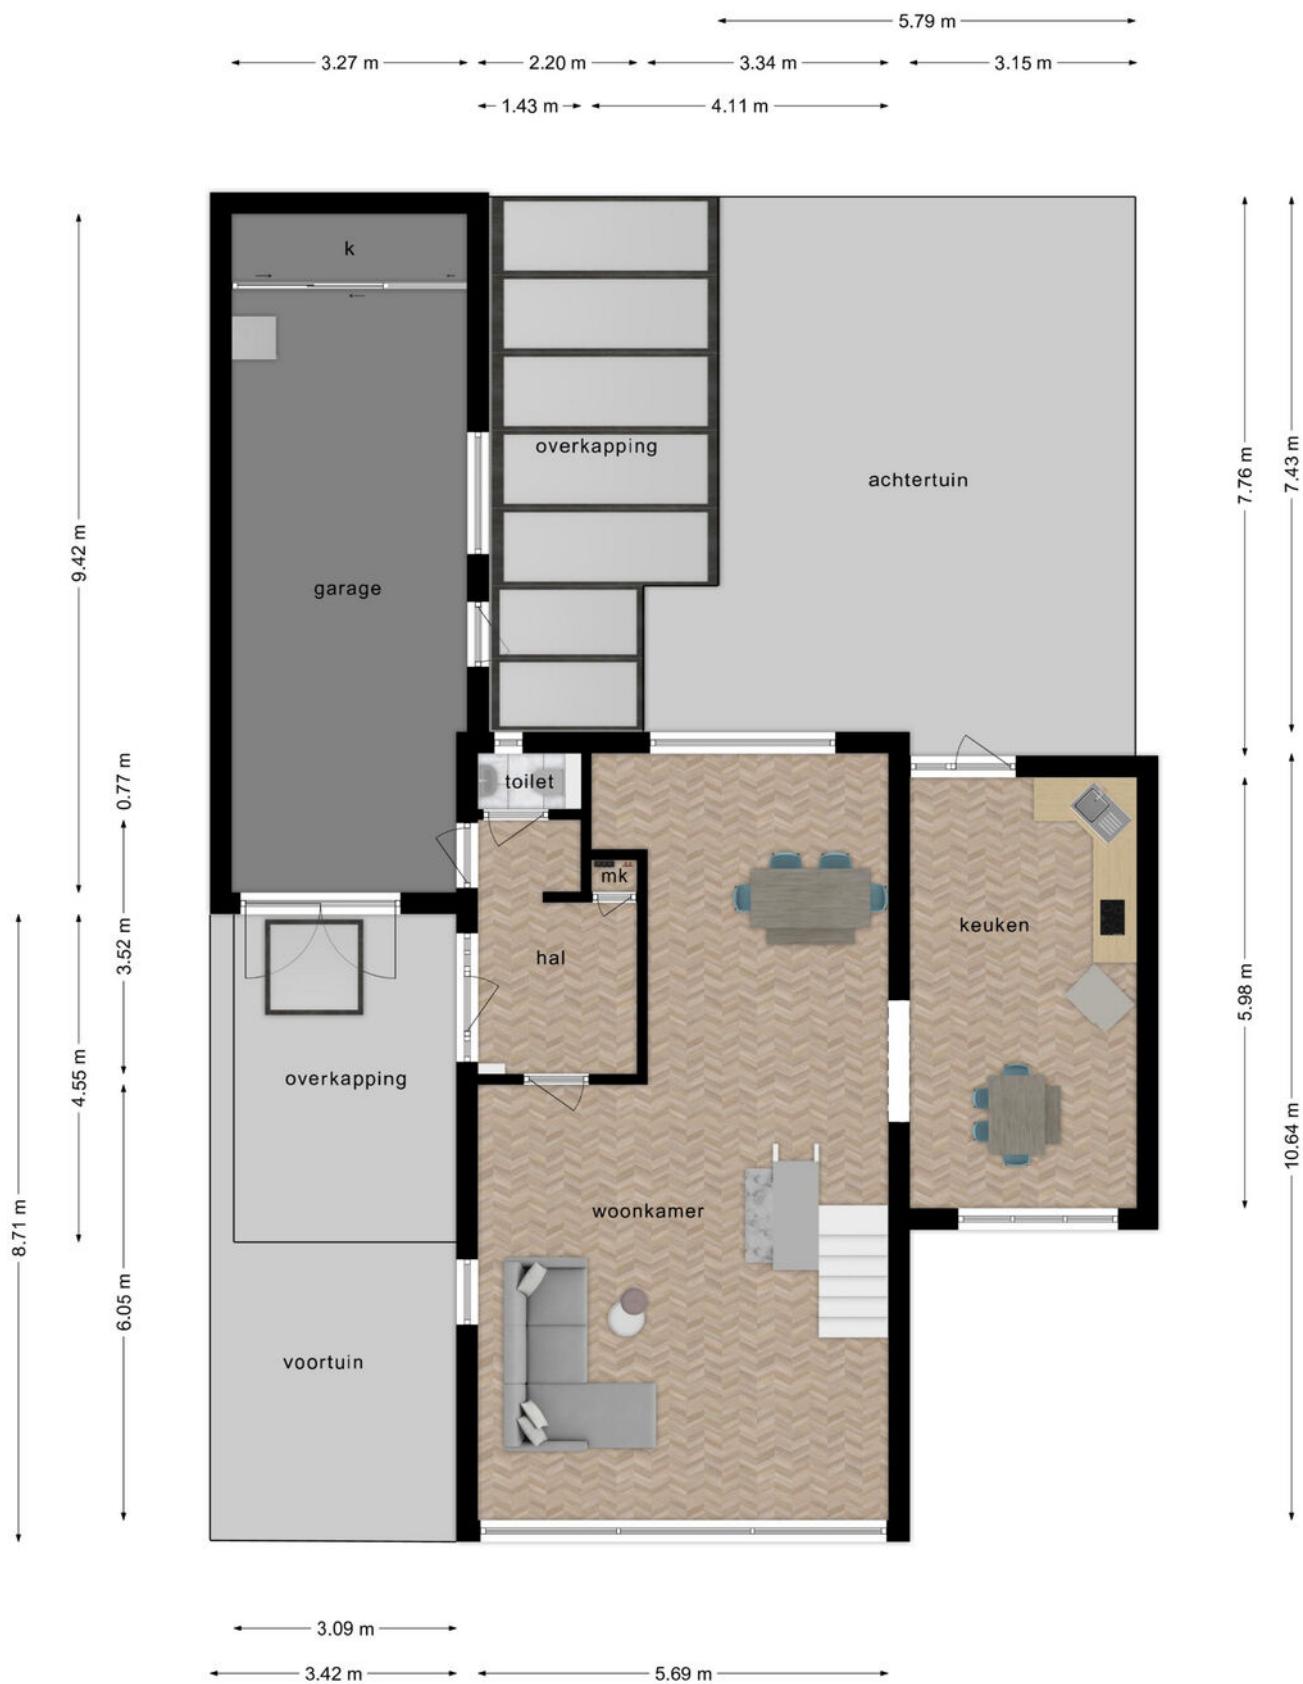 5.79 m
3.27 m
2.20 m
3.34 m
3.15 m
1.43 m
4.11 m
k
overkapping
achtertuin
garage
7.76 m
7.43 m
9.42 m
0.77 m
toilet
mk
keuken
hal
3.52 m
5.98 m
4.55 m
overkapping
10.64 m
woonkamer
8.71 m
6.05 m
voortuin
3.09 m
3.42 m
5.69 m